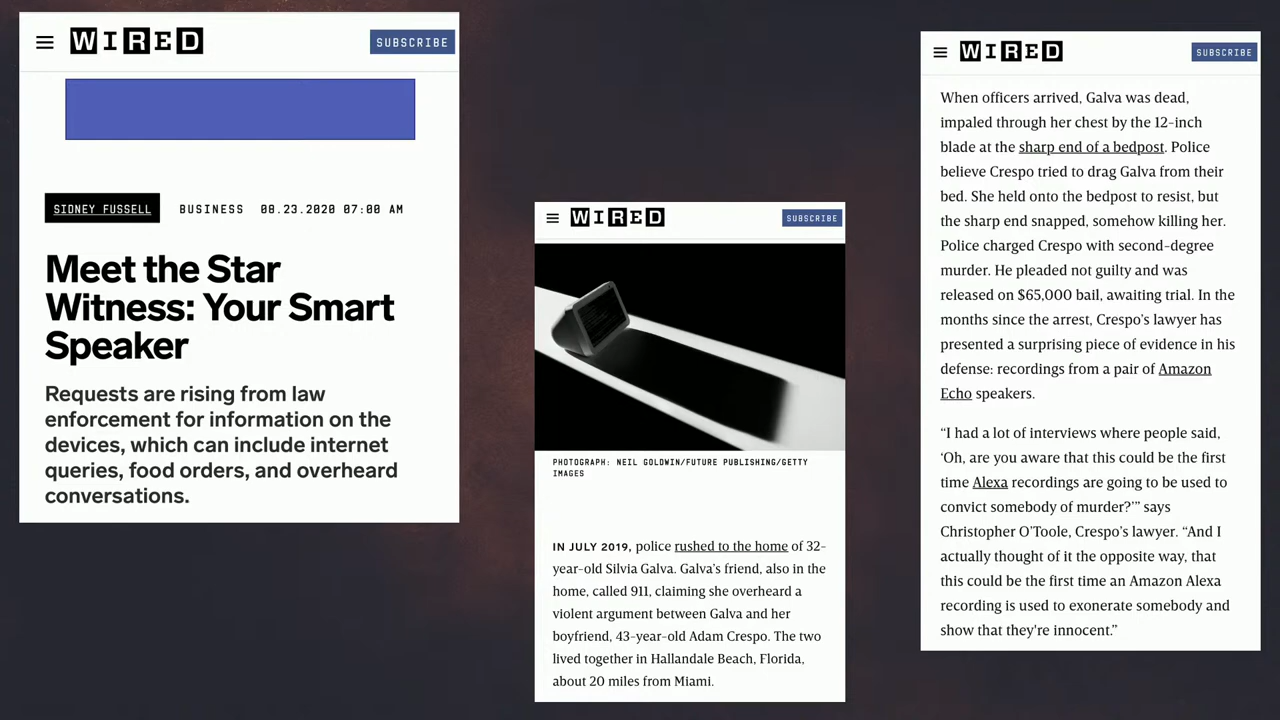 WIRED
SUBSCRIBE
SIDNEY FUSSELL
BUSINESS
08.23.2020 07:00 AM
Meet the Star
Witness: Your Smart
Speaker
Requests are rising from law
enforcement for information on the
devices, which can include internet
queries, food orders, and overheard
conversations.
WIRED
SUBSCRIBE
PHOTOGRAPH: NEIL GOLDWIN/FUTURE PUBLISHING/GETTY
IMAGES
IN JULY 2019, police rushed to the home of 32-
year-old Silvia Galva. Galva's friend, also in the
home, called 911, claiming she overheard a
violent argument between Galva and her
boyfriend, 43-year-old Adam Crespo. The two
lived together in Hallandale Beach, Florida,
about 20 miles from Miami.
WIRED
SUBSCRIBE
When officers arrived, Galva was dead,
impaled through her chest by the 12-inch
blade at the sharp end of a bedpost. Police
believe Crespo tried to drag Galva from their
bed. She held onto the bedpost to resist, but
the sharp end snapped, somehow killing her.
Police charged Crespo with second-degree
murder. He pleaded not guilty and was
released on $65,000 bail, awaiting trial. In the
months since the arrest, Crespo's lawyer has
presented a surprising piece of evidence in his
defense: recordings from a pair of Amazon
Echo speakers.
“I had a lot of interviews where people said,
‘Oh, are you aware that this could be the first
time Alexa recordings are going to be used to
convict somebody of murder?’” says
Christopher O’Toole, Crespo’s lawyer. “And I
actually thought of it the opposite way, that
this could be the first time an Amazon Alexa
recording is used to exonerate somebody and
show that they're innocent.”